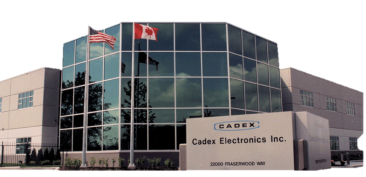 CADEX
Cadex Electronics Inc.
22000 FRASERWOOD WAY